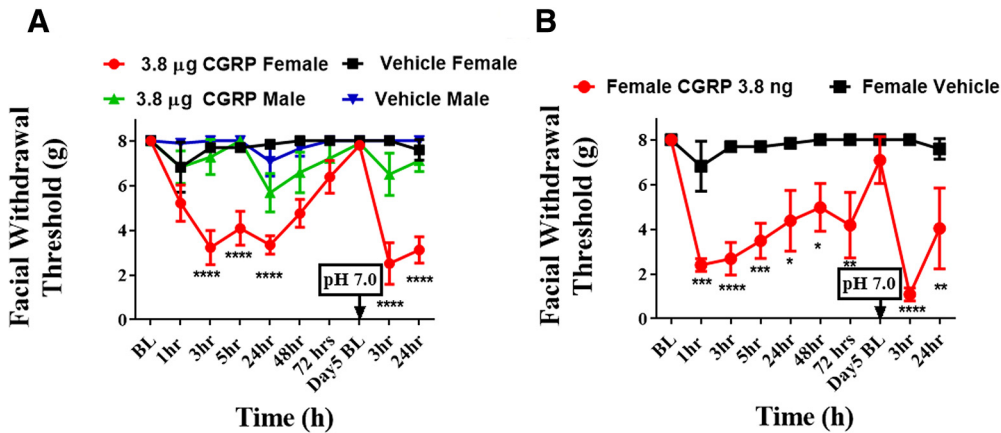 A
3.8 µg CGRP Female
Vehicle Female
3.8 µg CGRP Male
Vehicle Male
Facial Withdrawal
Threshold (g)
8
6
4
2
0
****
****
****
pH 7.0
****
****
BL
1hr
3hr
5hr
24hr
48hr
72 hrs
Day5 BL
3hr
24hr
Time (h)
B
Female CGRP 3.8 ng
Female Vehicle
Facial Withdrawal
Threshold (g)
8
6
4
2
0
***
****
***
*
*
**
pH 7.0
****
**
BL
1hr
3hr
5hr
24hr
48hr
72 hrs
Day5 BL
3hr
24hr
Time (h)